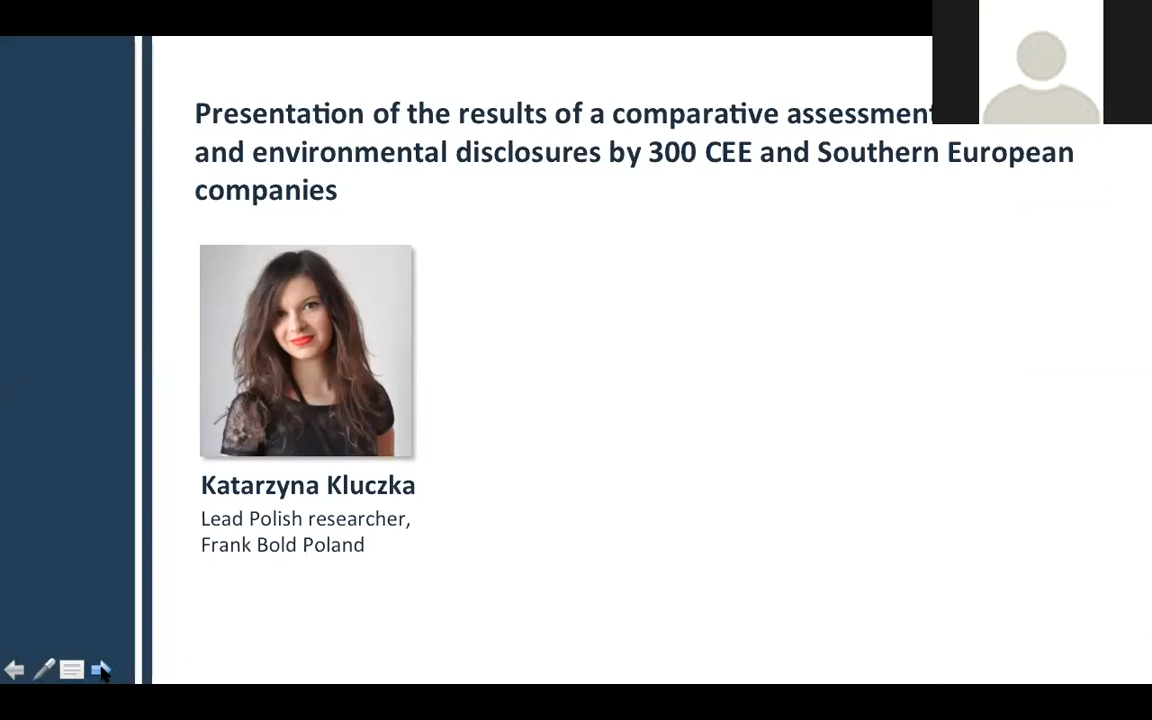 Presentation of the results of a comparative assessment
and environmental disclosures by 300 CEE and Southern European
companies
Katarzyna Kluczka
Lead Polish researcher,
Frank Bold Poland